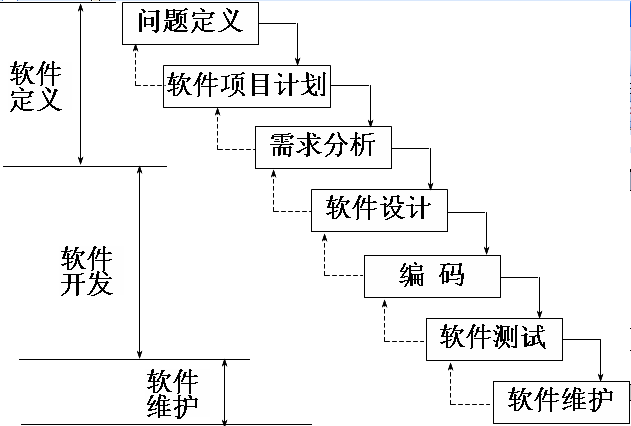 问题定义
软件
定义
软件项目计划
需求分析
软件设计
软件
开发
编 码
软件测试
软件
维护
软件维护